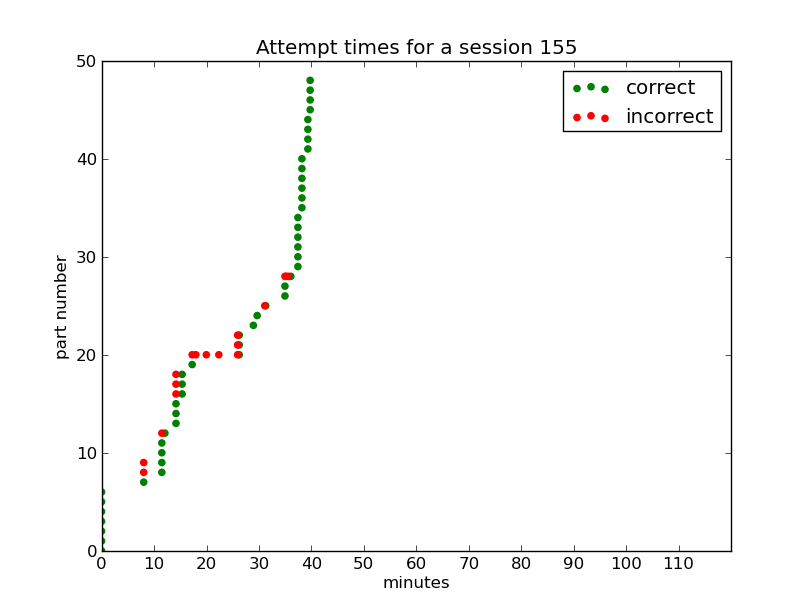 Attempt times for a session 155
correct
incorrect
part number
50
40
30
20
10
0
0 10 20 30 40 50 60 70 80 90 100 110
minutes